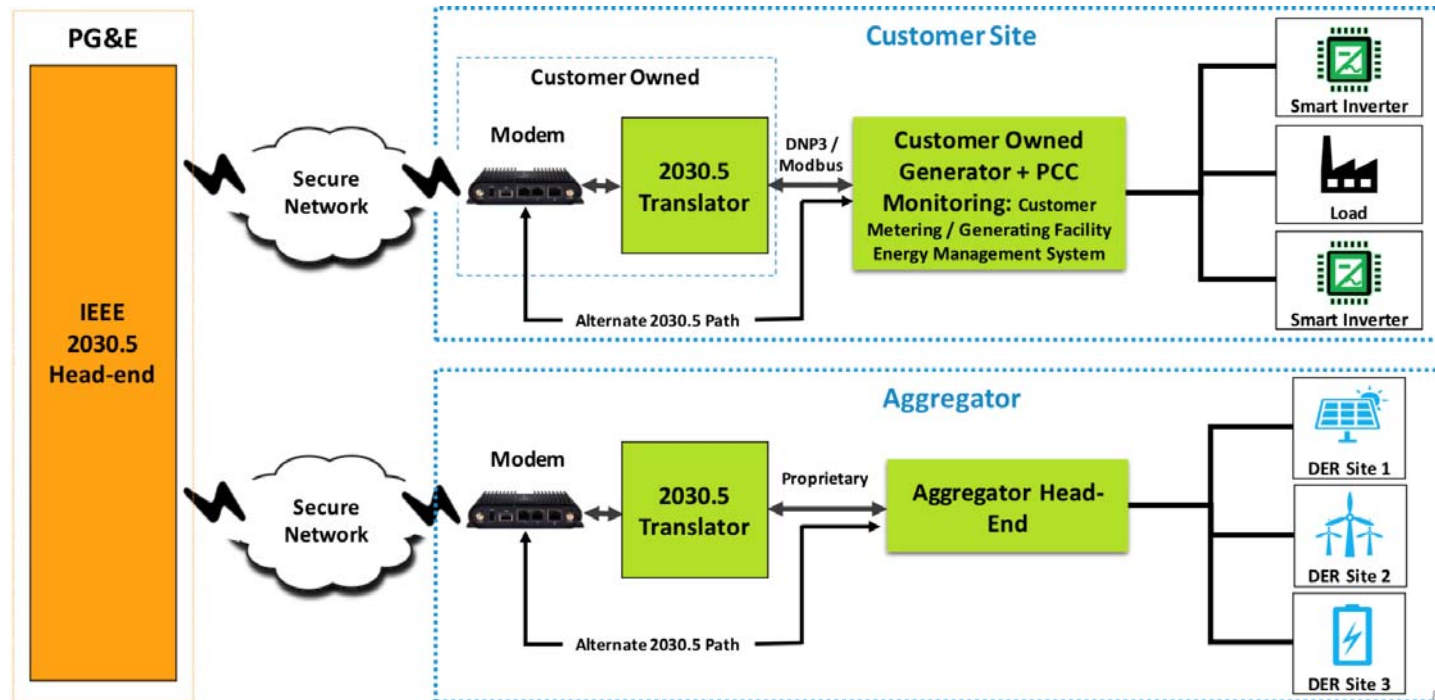 PG&E
IEEE
2030.5
Head-end
Secure
Network
Customer Site
Customer Owned
Modem
2030.5
Translator
DNP3 /
Modbus
Customer Owned
Generator + PCC
Monitoring: Customer
Metering / Generating Facility
Energy Management System
Alternate 2030.5 Path
Smart Inverter
Load
Smart Inverter
Secure
Network
Aggregator
Modem
2030.5
Translator
Proprietary
Aggregator Head-
End
Alternate 2030.5 Path
DER Site 1
DER Site 2
DER Site 3